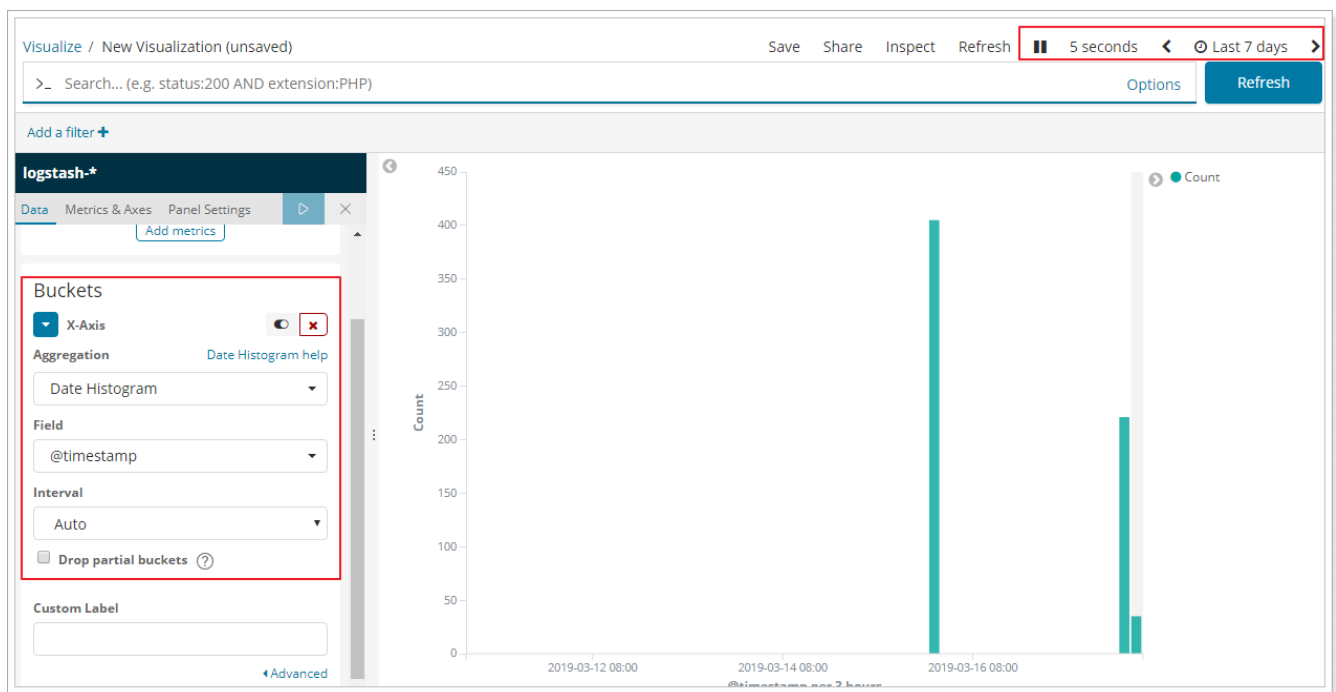 Visualize / New Visualization (unsaved)
Save Share Inspect Refresh 5 seconds Last 7 days
>_ Search... (e.g. status:200 AND extension:PHP)
Options
Refresh
Add a filter
logstash-*
Data Metrics & Axes Panel Settings
Add metrics
Buckets
X-Axis
Aggregation Date Histogram help
Date Histogram
Field
@timestamp
Interval
Auto
Drop partial buckets ?
Custom Label
Advanced
450
400
350
300
250
200
150
100
50
0
Count
2019-03-12 08:00 2019-03-14 08:00 2019-03-16 08:00
@timestamp per 3 hours
Count